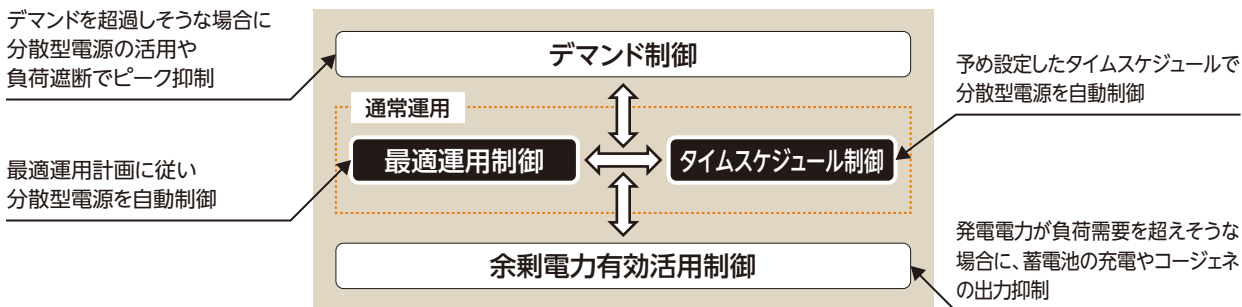 デマンドを超過しそうな場合に
分散型電源の活用や
負荷遮断でピーク抑制
デマンド制御
予め設定したタイムスケジュールで
分散型電源を自動制御
通常運用
最適運用制御
タイムスケジュール制御
最適運用計画に従い
分散型電源を自動制御
余剰電力有効活用制御
発電電力が負荷需要を超えそうな
場合に、蓄電池の充電やコージェネ
の出力抑制